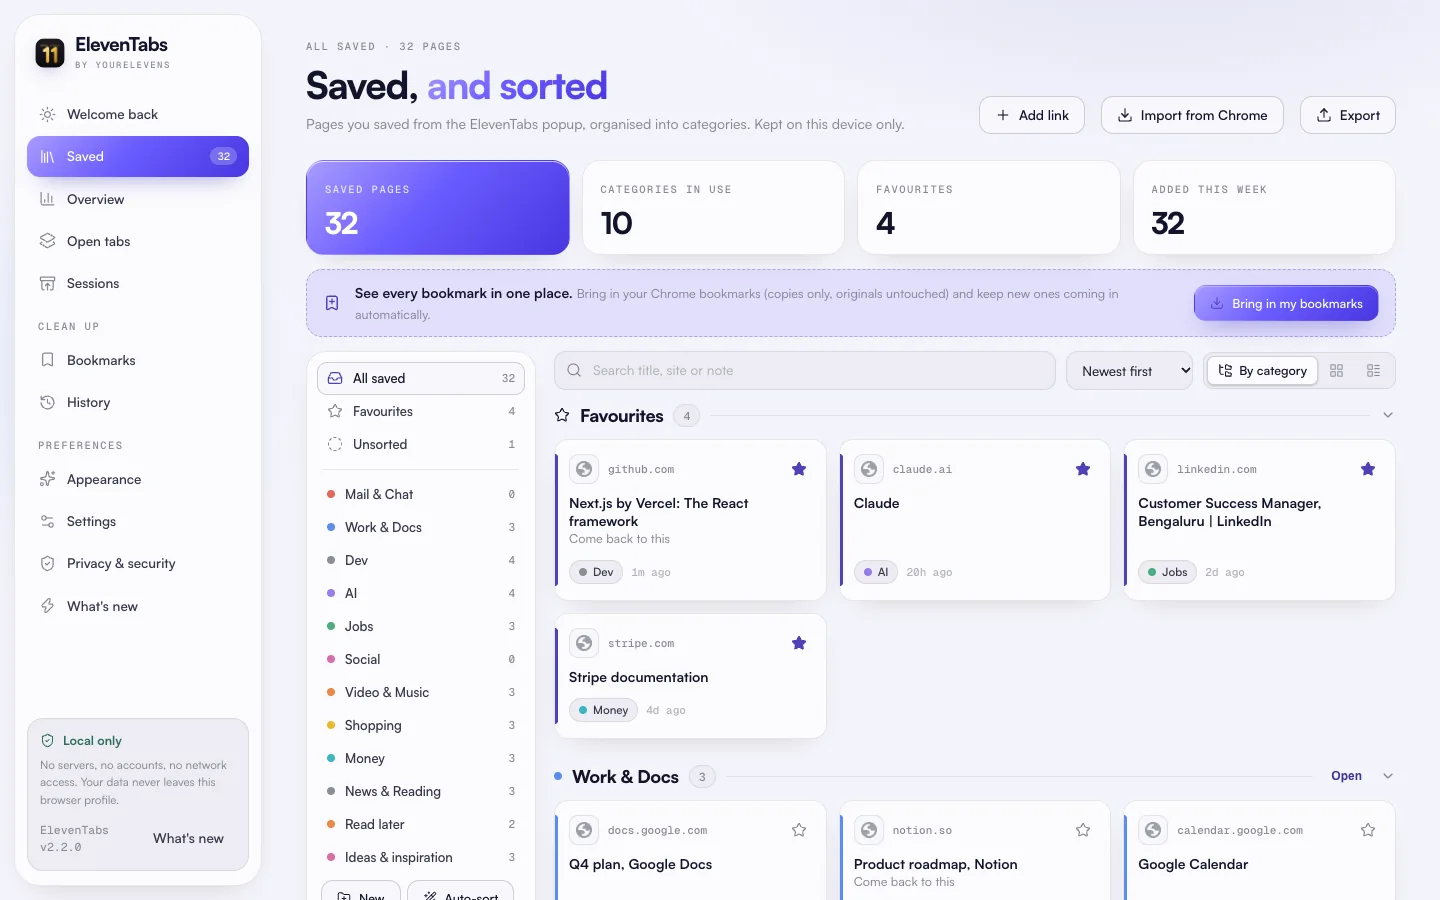 ElevenTabs
BY YOURELEVENS
Welcome back
Saved 32
Overview
Open tabs
Sessions
CLEAN UP
Bookmarks
History
PREFERENCES
Appearance
Settings
Privacy & security
What's new
Local only
No servers, no accounts, no network
access. Your data never leaves this
browser profile.
ElevenTabs
v2.2.0
What's new
ALL SAVED · 32 PAGES
Saved, and sorted
Pages you saved from the ElevenTabs popup, organised into categories. Kept on this device only.
Add link
Import from Chrome
Export
SAVED PAGES
32
CATEGORIES IN USE
10
FAVOURITES
4
ADDED THIS WEEK
32
See every bookmark in one place. Bring in your Chrome bookmarks (copies only, originals untouched) and keep new ones coming in
automatically.
Bring in my bookmarks
All saved 32
Favourites 4
Unsorted 1
Mail & Chat 0
Work & Docs 3
Dev 4
AI 4
Jobs 3
Social 0
Video & Music 3
Shopping 3
Money 3
News & Reading 3
Read later 2
Ideas & inspiration 3
New
Auto-sort
Search title, site or note
Newest first
By category
Favourites 4
github.com
Next.js by Vercel: The React
framework
Come back to this
Dev 1m ago
claude.ai
Claude
AI 20h ago
linkedin.com
Customer Success Manager,
Bengaluru | LinkedIn
Jobs 2d ago
stripe.com
Stripe documentation
Money 4d ago
Work & Docs 3
Open
docs.google.com
Q4 plan, Google Docs
notion.so
Product roadmap, Notion
Come back to this
calendar.google.com
Google Calendar